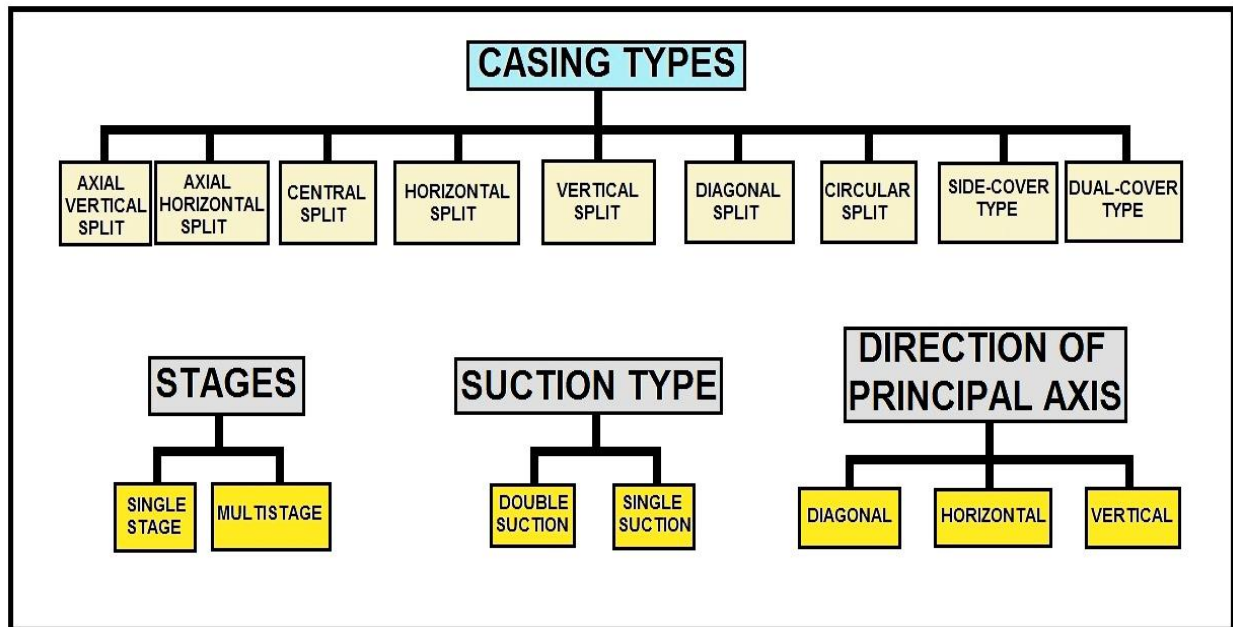 CASING TYPES
AXIAL
VERTICAL
SPLIT
AXIAL
HORIZONTAL
SPLIT
CENTRAL
SPLIT
HORIZONTAL
SPLIT
VERTICAL
SPLIT
DIAGONAL
SPLIT
CIRCULAR
SPLIT
SIDE-COVER
TYPE
DUAL-COVER
TYPE
STAGES
SINGLE
STAGE
MULTISTAGE
SUCTION TYPE
DOUBLE
SUCTION
SINGLE
SUCTION
DIRECTION OF
PRINCIPAL AXIS
DIAGONAL
HORIZONTAL
VERTICAL